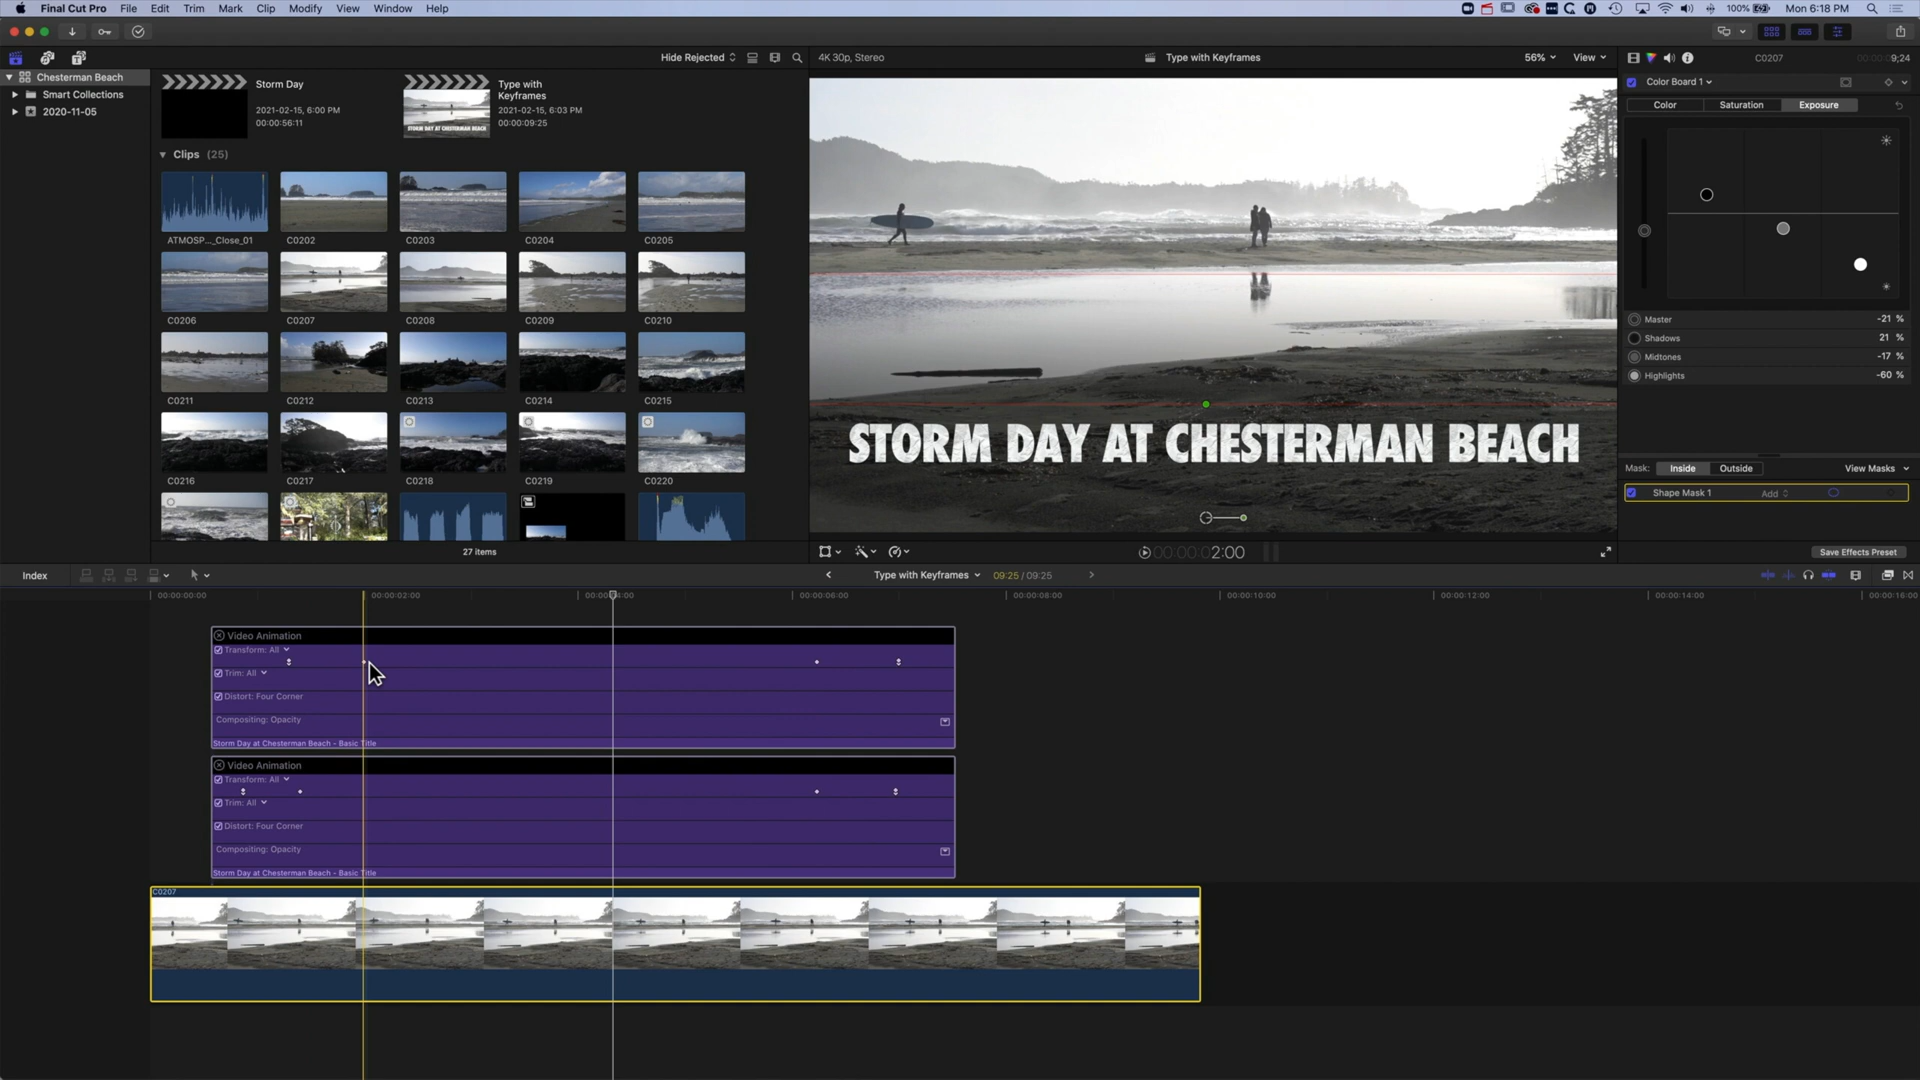 Final Cut Pro File Edit Trim Mark Clip Modify View Window Help
100% Mon 6:18 PM
Chesterman Beach
Smart Collections
2020-11-05
Hide Rejected
Storm Day
2021-02-15, 6:00 PM
00:00:56:11
Type with
Keyframes
2021-02-15, 6:03 PM
00:00:09:25
STORM DAY AT CHESTERMAN BEACH
Clips (25)
ATMOSP..._Close_01 C0202 C0203 C0204 C0205
C0206 C0207 C0208 C0209 C0210
C0211 C0212 C0213 C0214 C0215
C0216 C0217 C0218 C0219 C0220
27 items
4K 30p, Stereo Type with Keyframes 56% View
STORM DAY AT CHESTERMAN BEACH
00:00:02:00
C0207 9;24
Color Board 1
Color Saturation Exposure
Master -21 %
Shadows 21 %
Midtones -17 %
Highlights -60 %
Mask: Inside Outside View Masks
Shape Mask 1 Add
Save Effects Preset
Index Type with Keyframes 09:25 / 09:25
00:00:00:00 00:00:02:00 00:00:04:00 00:00:06:00 00:00:08:00 00:00:10:00 00:00:12:00 00:00:14:00 00:00:16:00
Video Animation
Transform: All
Trim: All
Distort: Four Corner
Compositing: Opacity
Storm Day at Chesterman Beach - Basic Title
Video Animation
Transform: All
Trim: All
Distort: Four Corner
Compositing: Opacity
Storm Day at Chesterman Beach - Basic Title
C0207